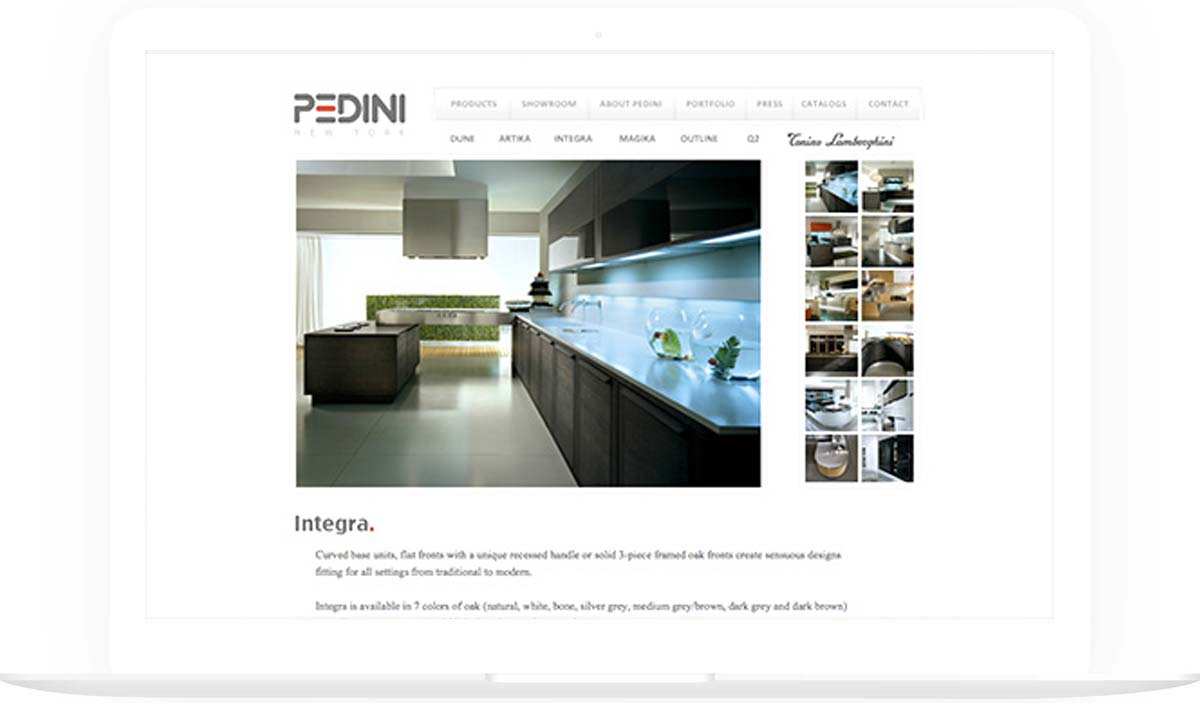 PEDINI
NEW YORK
PRODUCTS SHOWROOM ABOUT PEDINI PORTFOLIO PRESS CATALOGS CONTACT
DUNE ARTIKA INTEGRA MAGIKA OUTLINE Q2 Tonino Lamborghini
Integra.
Curved base units, flat fronts with a unique recessed handle or solid 3-piece framed oak fronts create sensuous designs
fitting for all settings from traditional to modern.
Integra is available in 7 colors of oak (natural, white, bone, silver grey, medium grey/brown, dark grey and dark brown)